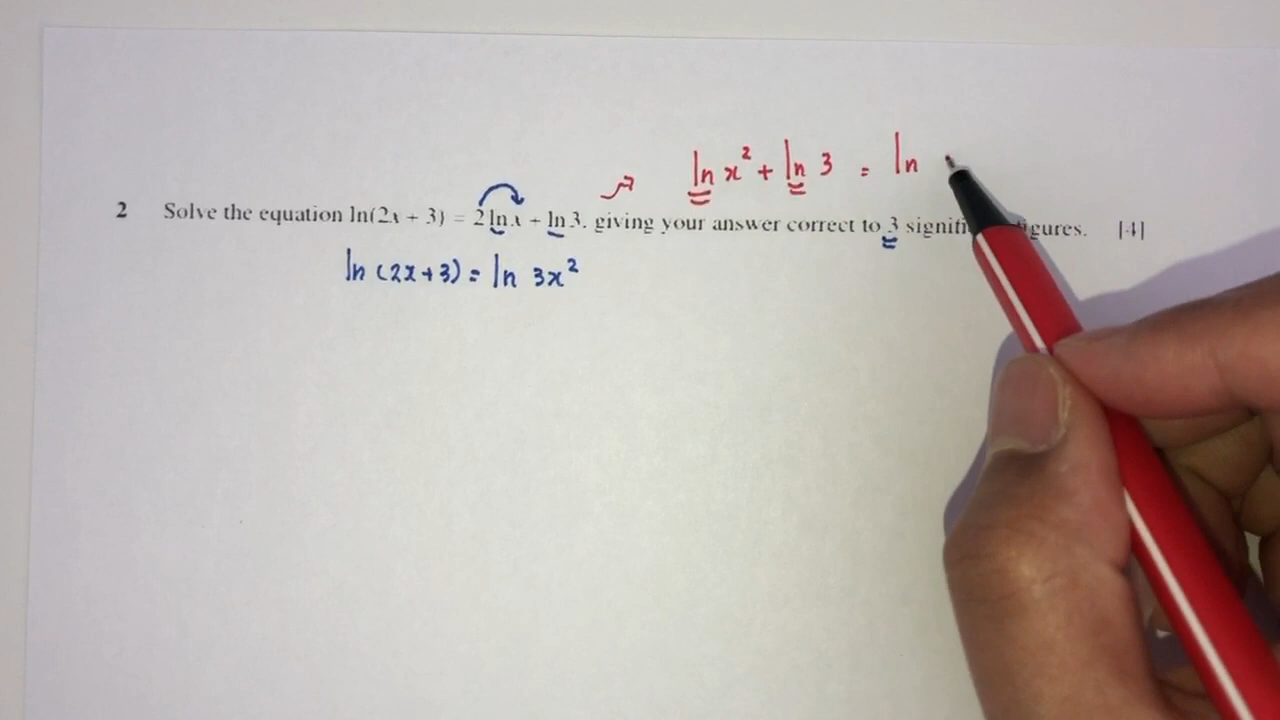 ln x² + ln 3 = ln
2 Solve the equation ln(2x + 3) = 2 ln x + ln 3, giving your answer correct to 3 signifi gures. [4]
ln (2x+3) = ln 3x²